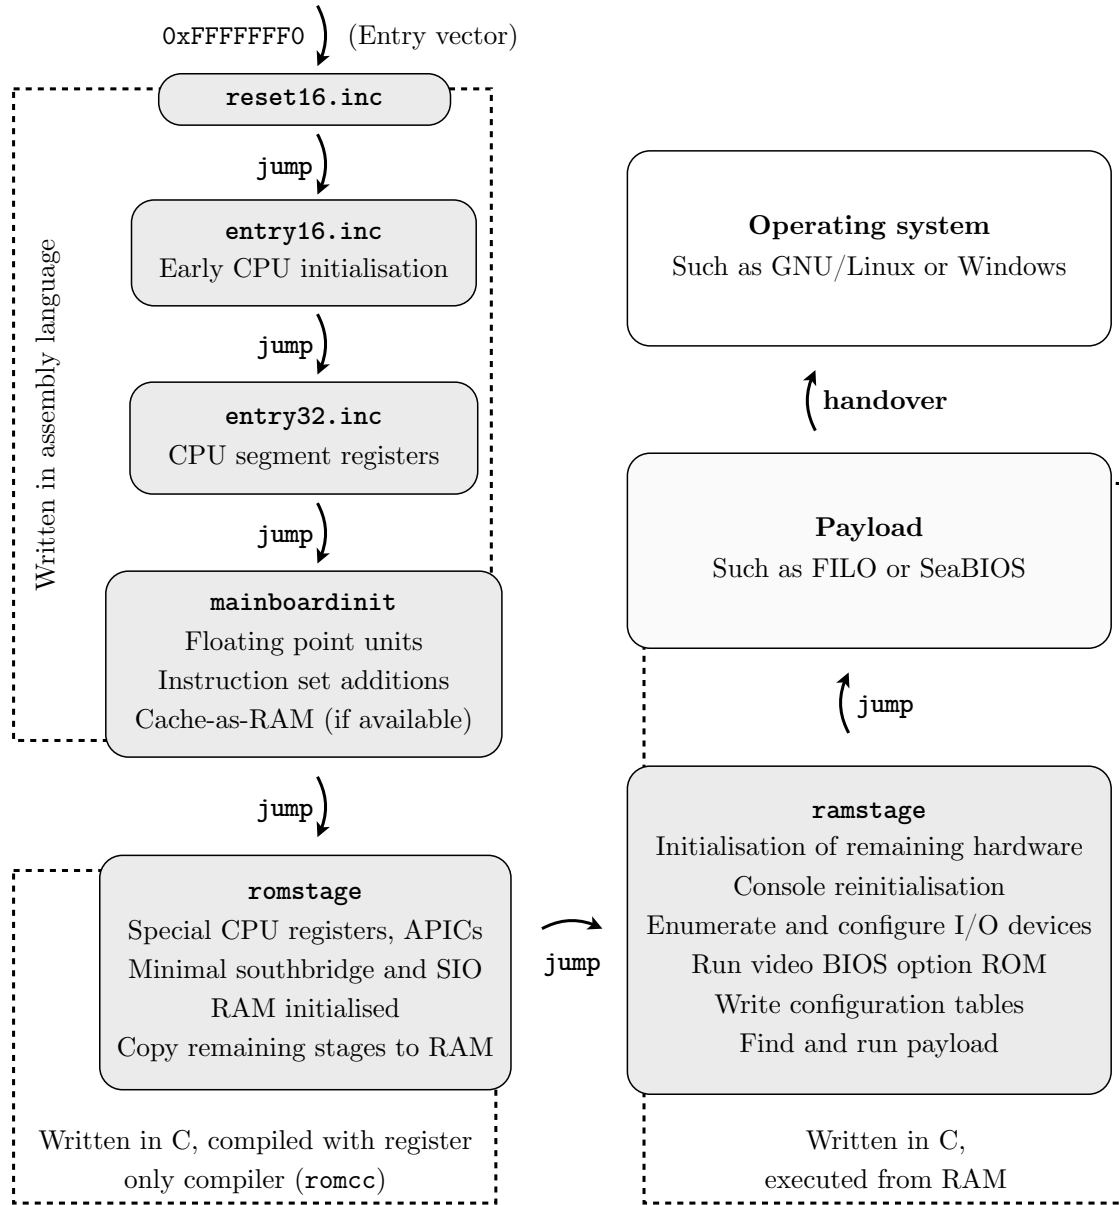 0xFFFFFFF0 (Entry vector)
reset16.inc
jump
entry16.inc
Early CPU initialisation
jump
entry32.inc
CPU segment registers
jump
mainboardinit
Floating point units
Instruction set additions
Cache-as-RAM (if available)
Written in assembly language
jump
romstage
Special CPU registers, APICs
Minimal southbridge and SIO
RAM initialised
Copy remaining stages to RAM
Written in C, compiled with register
only compiler (romcc)
jump
ramstage
Initialisation of remaining hardware
Console reinitialisation
Enumerate and configure I/O devices
Run video BIOS option ROM
Write configuration tables
Find and run payload
Written in C,
executed from RAM
jump
Payload
Such as FILO or SeaBIOS
handover
Operating system
Such as GNU/Linux or Windows